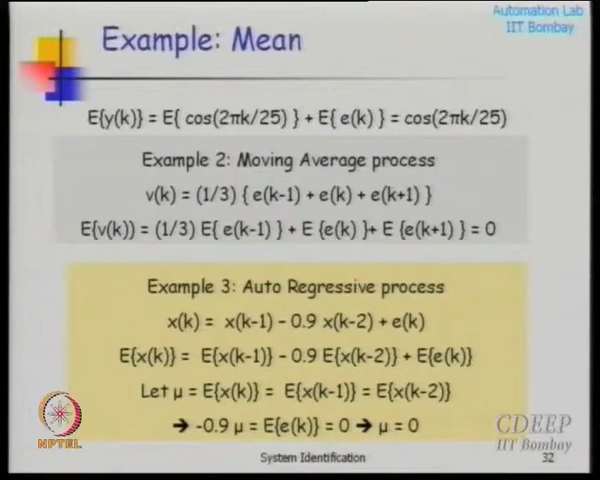 Automation Lab
IIT Bombay
Example: Mean
E{y(k)} = E{ cos(2πk/25) } + E{ e(k) } = cos(2πk/25)
Example 2: Moving Average process
v(k) = (1/3) { e(k-1) + e(k) + e(k+1) }
E{v(k)) = (1/3) E{ e(k-1) } + E {e(k) }+ E {e(k+1) } = 0
Example 3: Auto Regressive process
x(k) = x(k-1) - 0.9 x(k-2) + e(k)
E{x(k)} = E{x(k-1)} - 0.9 E{x(k-2)} + E{e(k)}
Let μ = E{x(k)} = E{x(k-1)} = E{x(k-2)}
➔ -0.9 μ = E{e(k)} = 0 ➔ μ = 0
NPTEL
CDEEP
IIT Bombay
System Identification
32